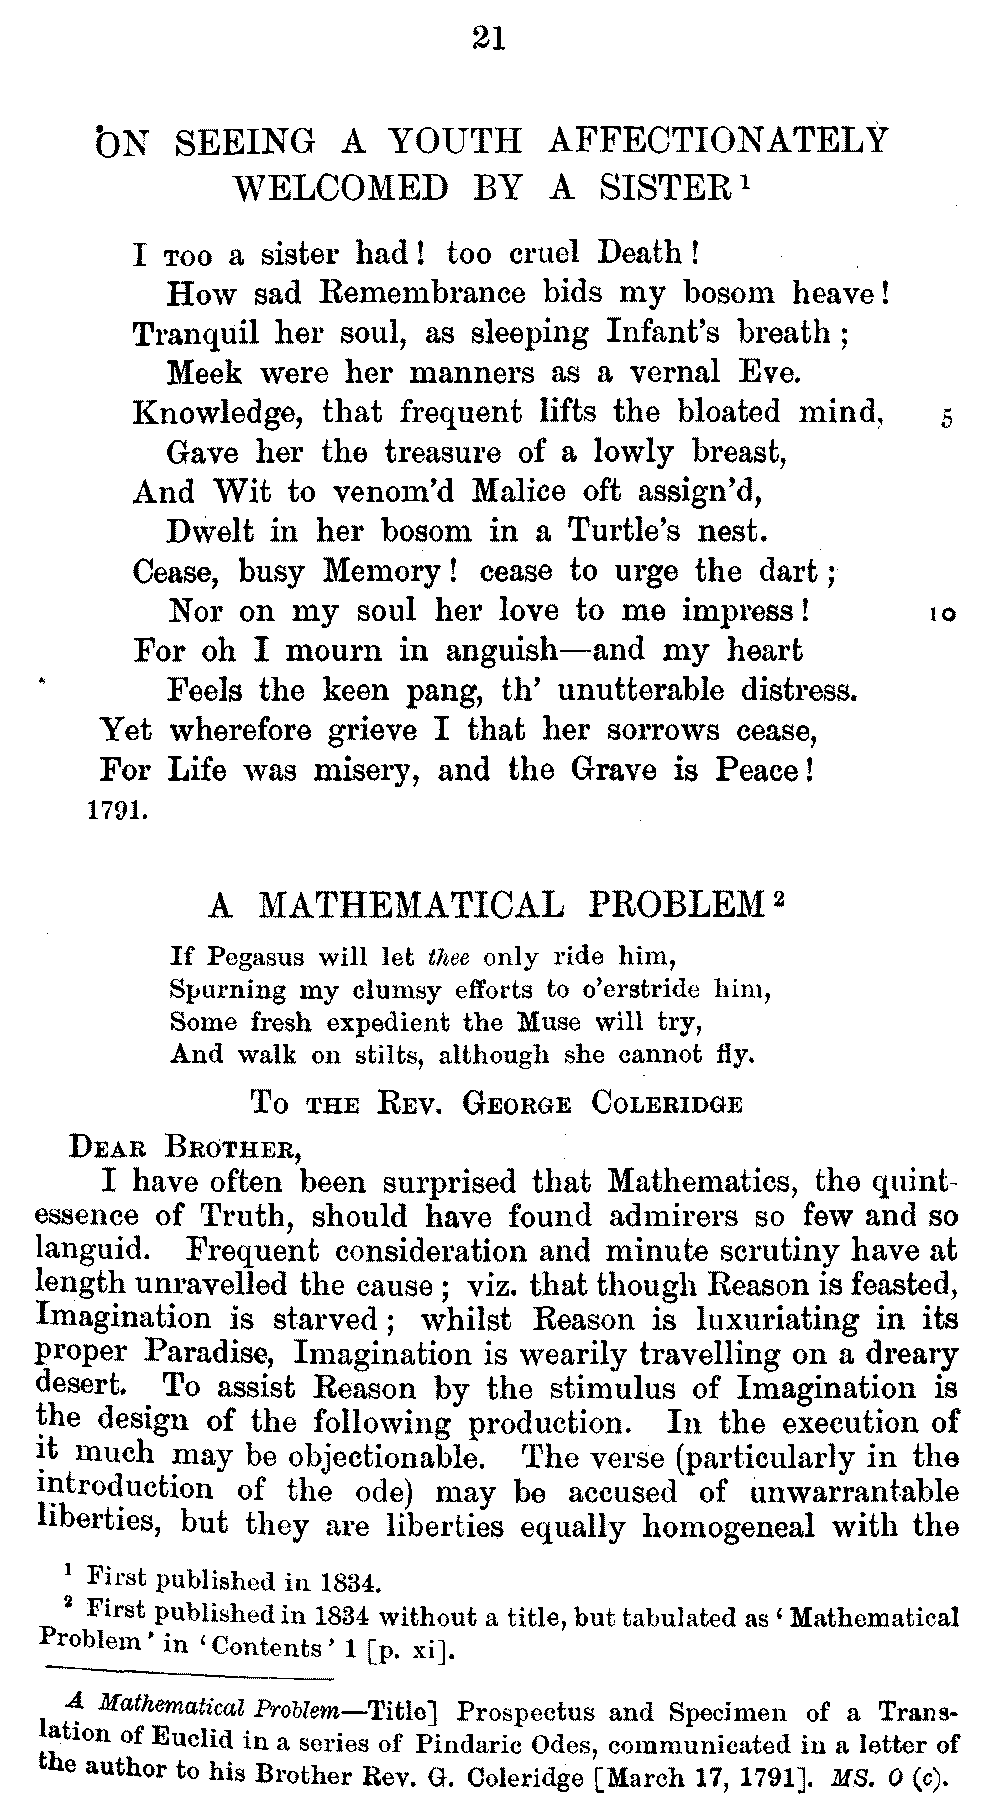 21
ON SEEING A YOUTH AFFECTIONATELY
WELCOMED BY A SISTER¹
I TOO a sister had! too cruel Death!
How sad Remembrance bids my bosom heave!
Tranquil her soul, as sleeping Infant's breath;
Meek were her manners as a vernal Eve.
Knowledge, that frequent lifts the bloated mind, 5
Gave her the treasure of a lowly breast,
And Wit to venom'd Malice oft assign'd,
Dwelt in her bosom in a Turtle's nest.
Cease, busy Memory! cease to urge the dart;
Nor on my soul her love to me impress! 10
For oh I mourn in anguish—and my heart
Feels the keen pang, th' unutterable distress.
Yet wherefore grieve I that her sorrows cease,
For Life was misery, and the Grave is Peace!
1791.
A MATHEMATICAL PROBLEM²
If Pegasus will let thee only ride him,
Spurning my clumsy efforts to o'erstride him,
Some fresh expedient the Muse will try,
And walk on stilts, although she cannot fly.
TO THE REV. GEORGE COLERIDGE
DEAR BROTHER,
I have often been surprised that Mathematics, the quint-
essence of Truth, should have found admirers so few and so
languid. Frequent consideration and minute scrutiny have at
length unravelled the cause; viz. that though Reason is feasted,
Imagination is starved; whilst Reason is luxuriating in its
proper Paradise, Imagination is wearily travelling on a dreary
desert. To assist Reason by the stimulus of Imagination is
the design of the following production. In the execution of
it much may be objectionable. The verse (particularly in the
introduction of the ode) may be accused of unwarrantable
liberties, but they are liberties equally homogeneal with the
¹ First published in 1834.
² First published in 1834 without a title, but tabulated as 'Mathematical
Problem' in 'Contents' 1 [p. xi].
A Mathematical Problem—Title] Prospectus and Specimen of a Trans-
lation of Euclid in a series of Pindaric Odes, communicated in a letter of
the author to his Brother Rev. G. Coleridge [March 17, 1791]. MS. O (c).